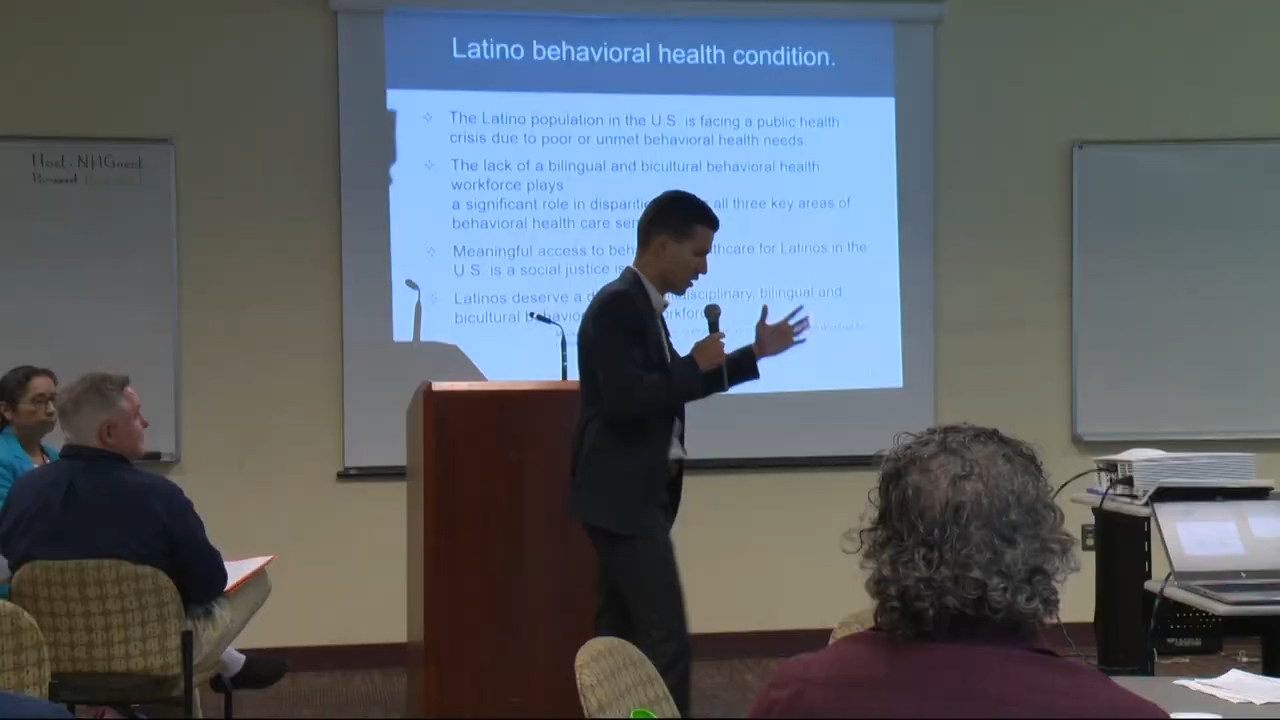 Latino behavioral health condition.
The Latino population in the U.S. is facing a public health
crisis due to poor or unmet behavioral health needs.
The lack of a bilingual and bicultural behavioral health
workforce plays
a significant role in all three key areas of
behavioral health care
Meaningful access to for Latinos in the
U.S. is a social justice
Latinos deserve a bilingual and
bicultural
Host-NHGuest